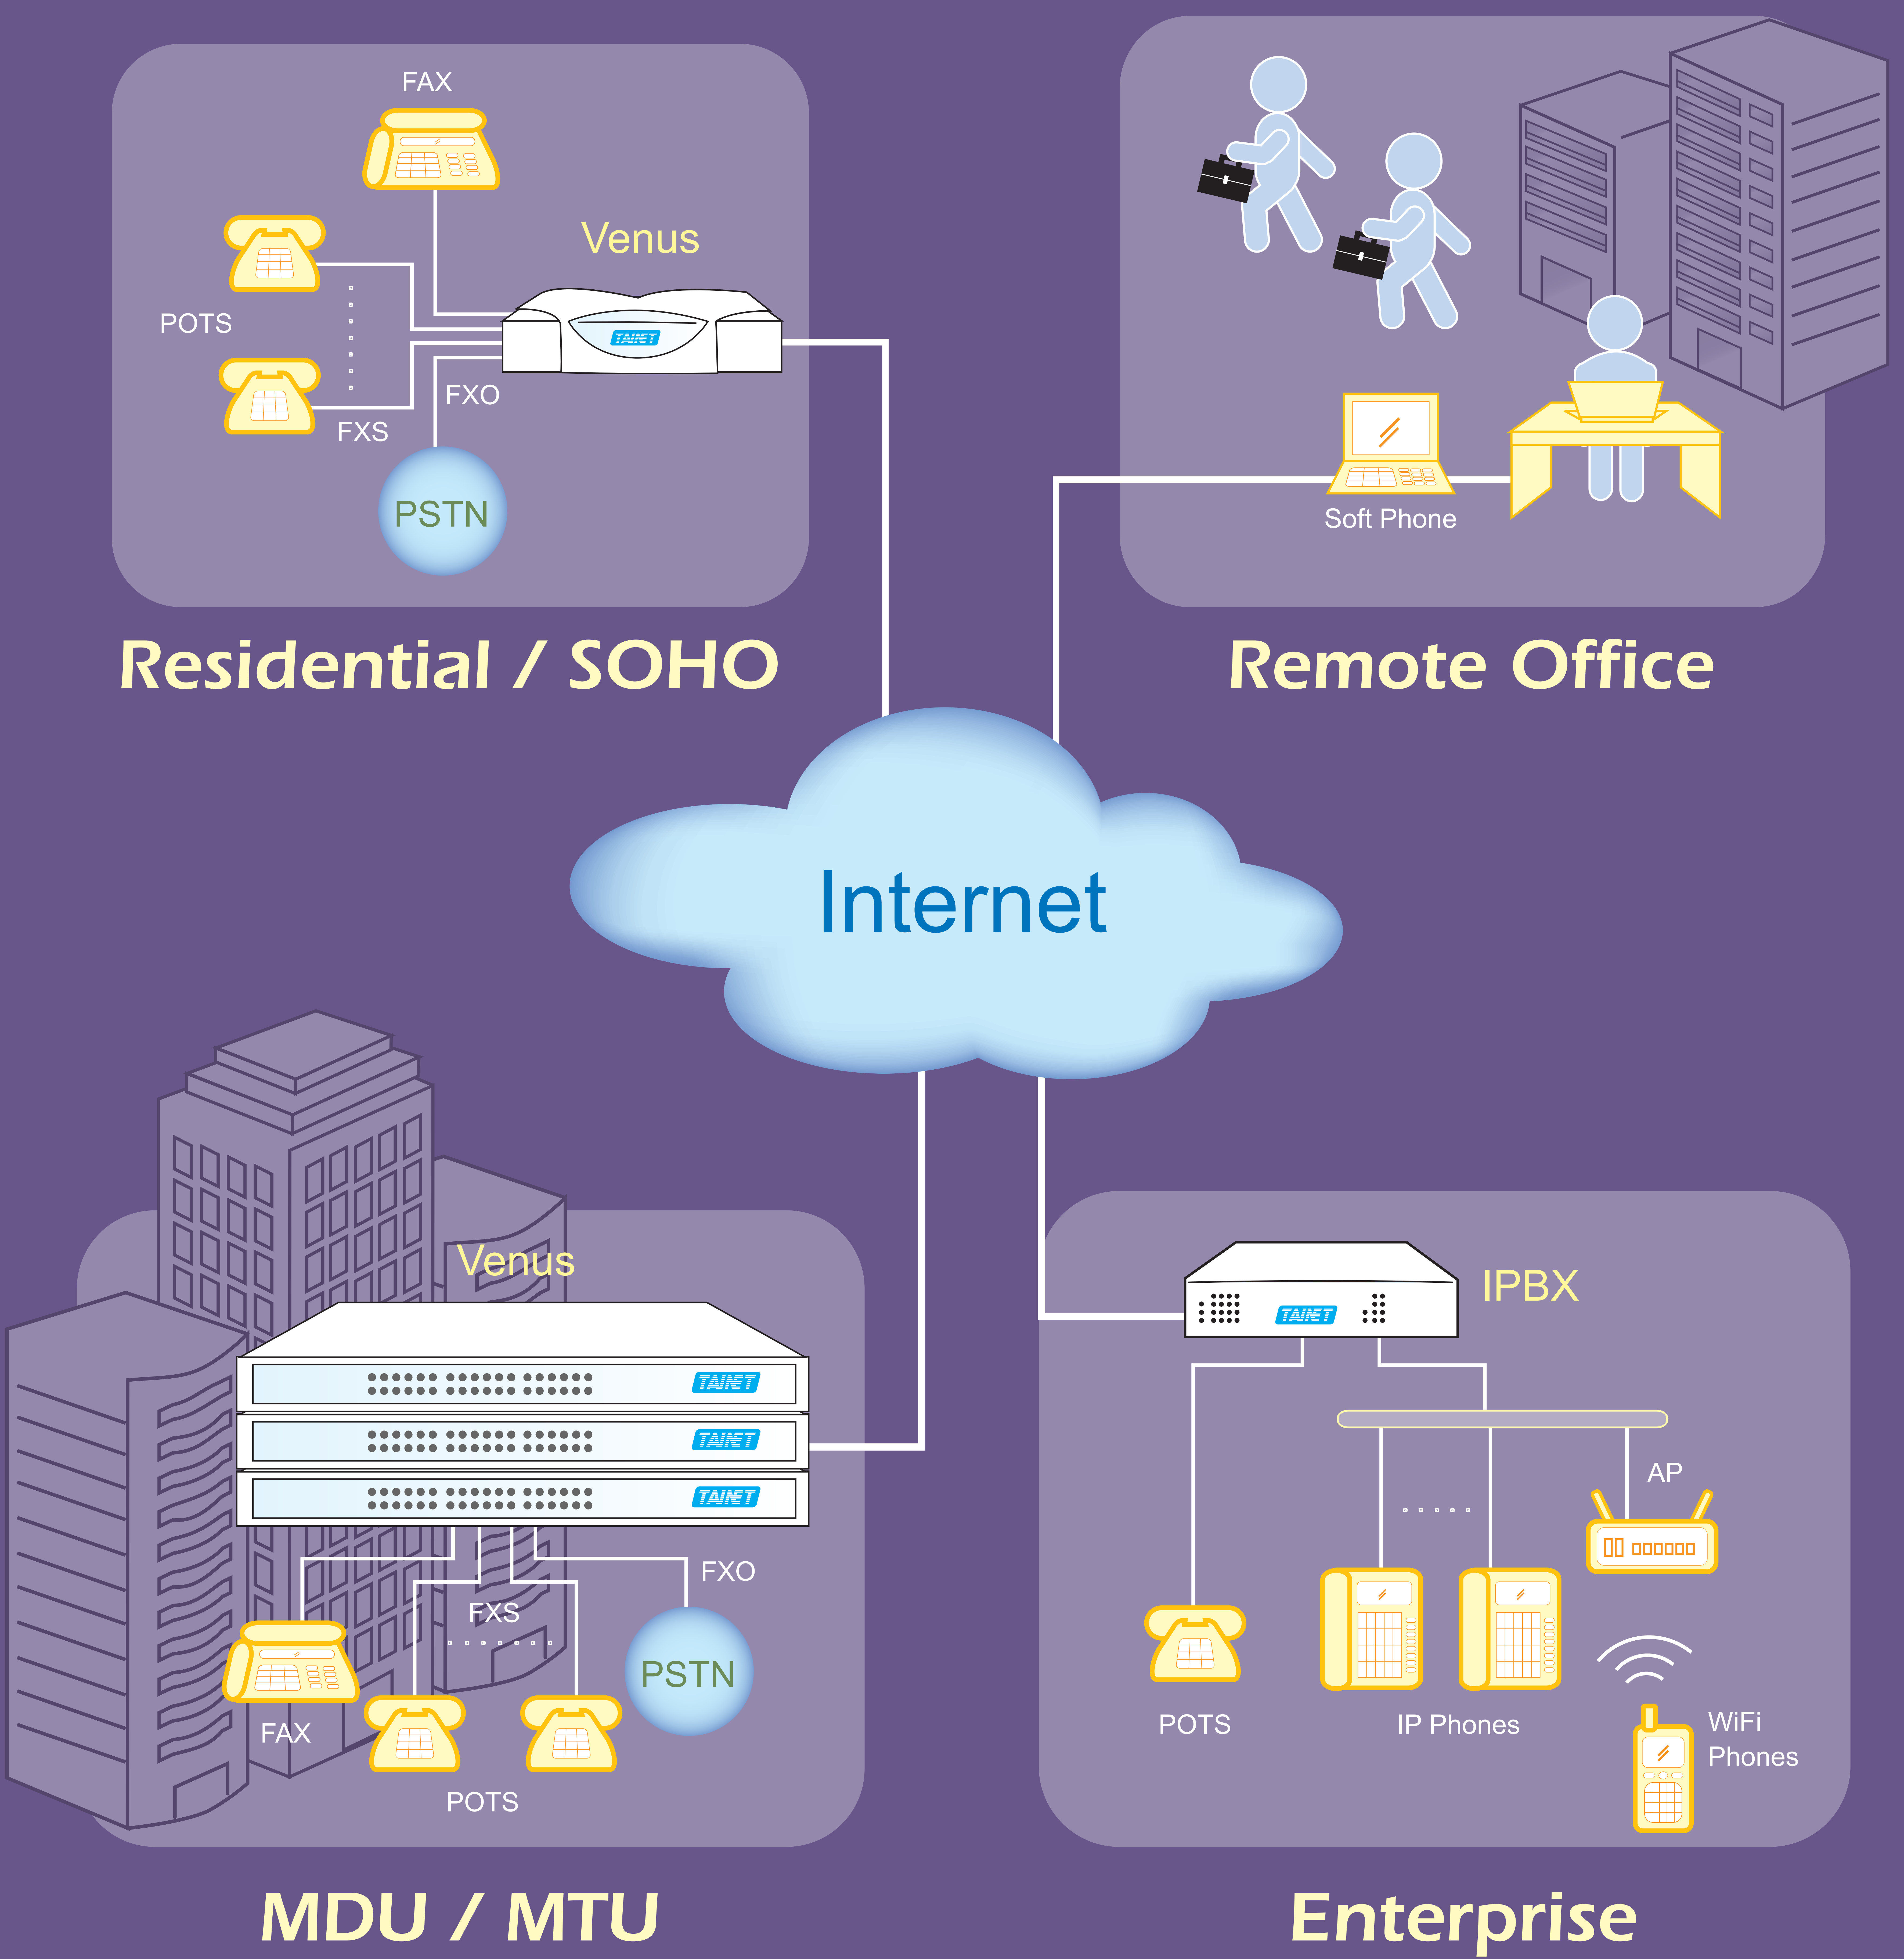 FAX
Venus
POTS
TAINET
FXO
FXS
PSTN
Residential / SOHO
Soft Phone
Remote Office
Internet
Venus
TAINET
TAINET
TAINET
FXO
FXS
PSTN
FAX
POTS
MDU / MTU
IPBX
TAINET
AP
POTS
IP Phones
WiFi
Phones
Enterprise